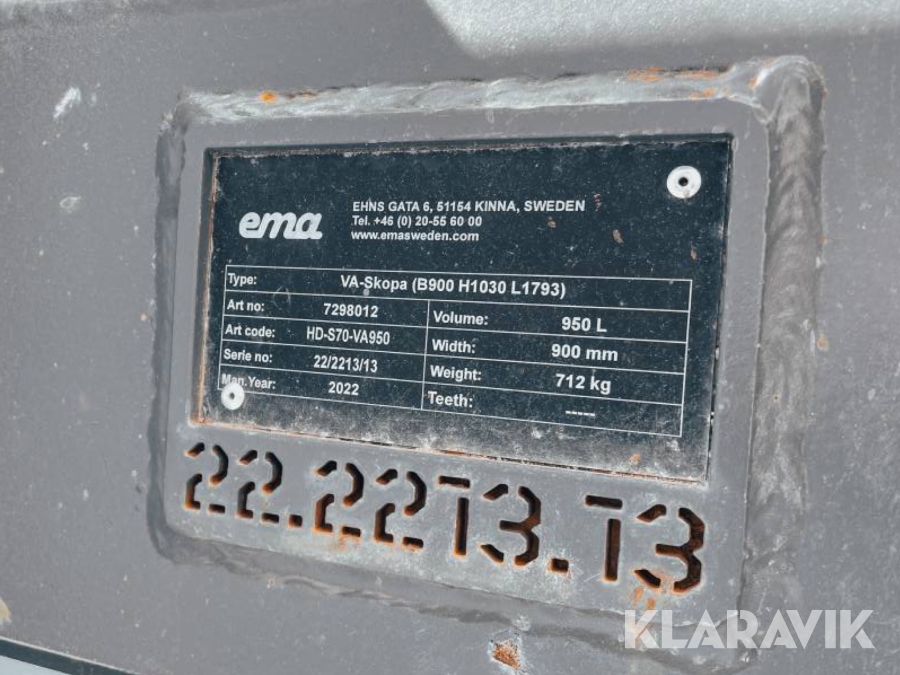 ema
EHNS GATA 6, 51154 KINNA, SWEDEN
Tel. +46 (0) 20-55 60 00
www.emasweden.com
Type: VA-Skopa (B900 H1030 L1793)
Art no: 7298012
Volume: 950 L
Art code: HD-S70-VA950
Width: 900 mm
Serie no: 22/2213/13
Weight: 712 kg
Man.Year: 2022
Teeth: -----
22.2213.13
KLARAVIK